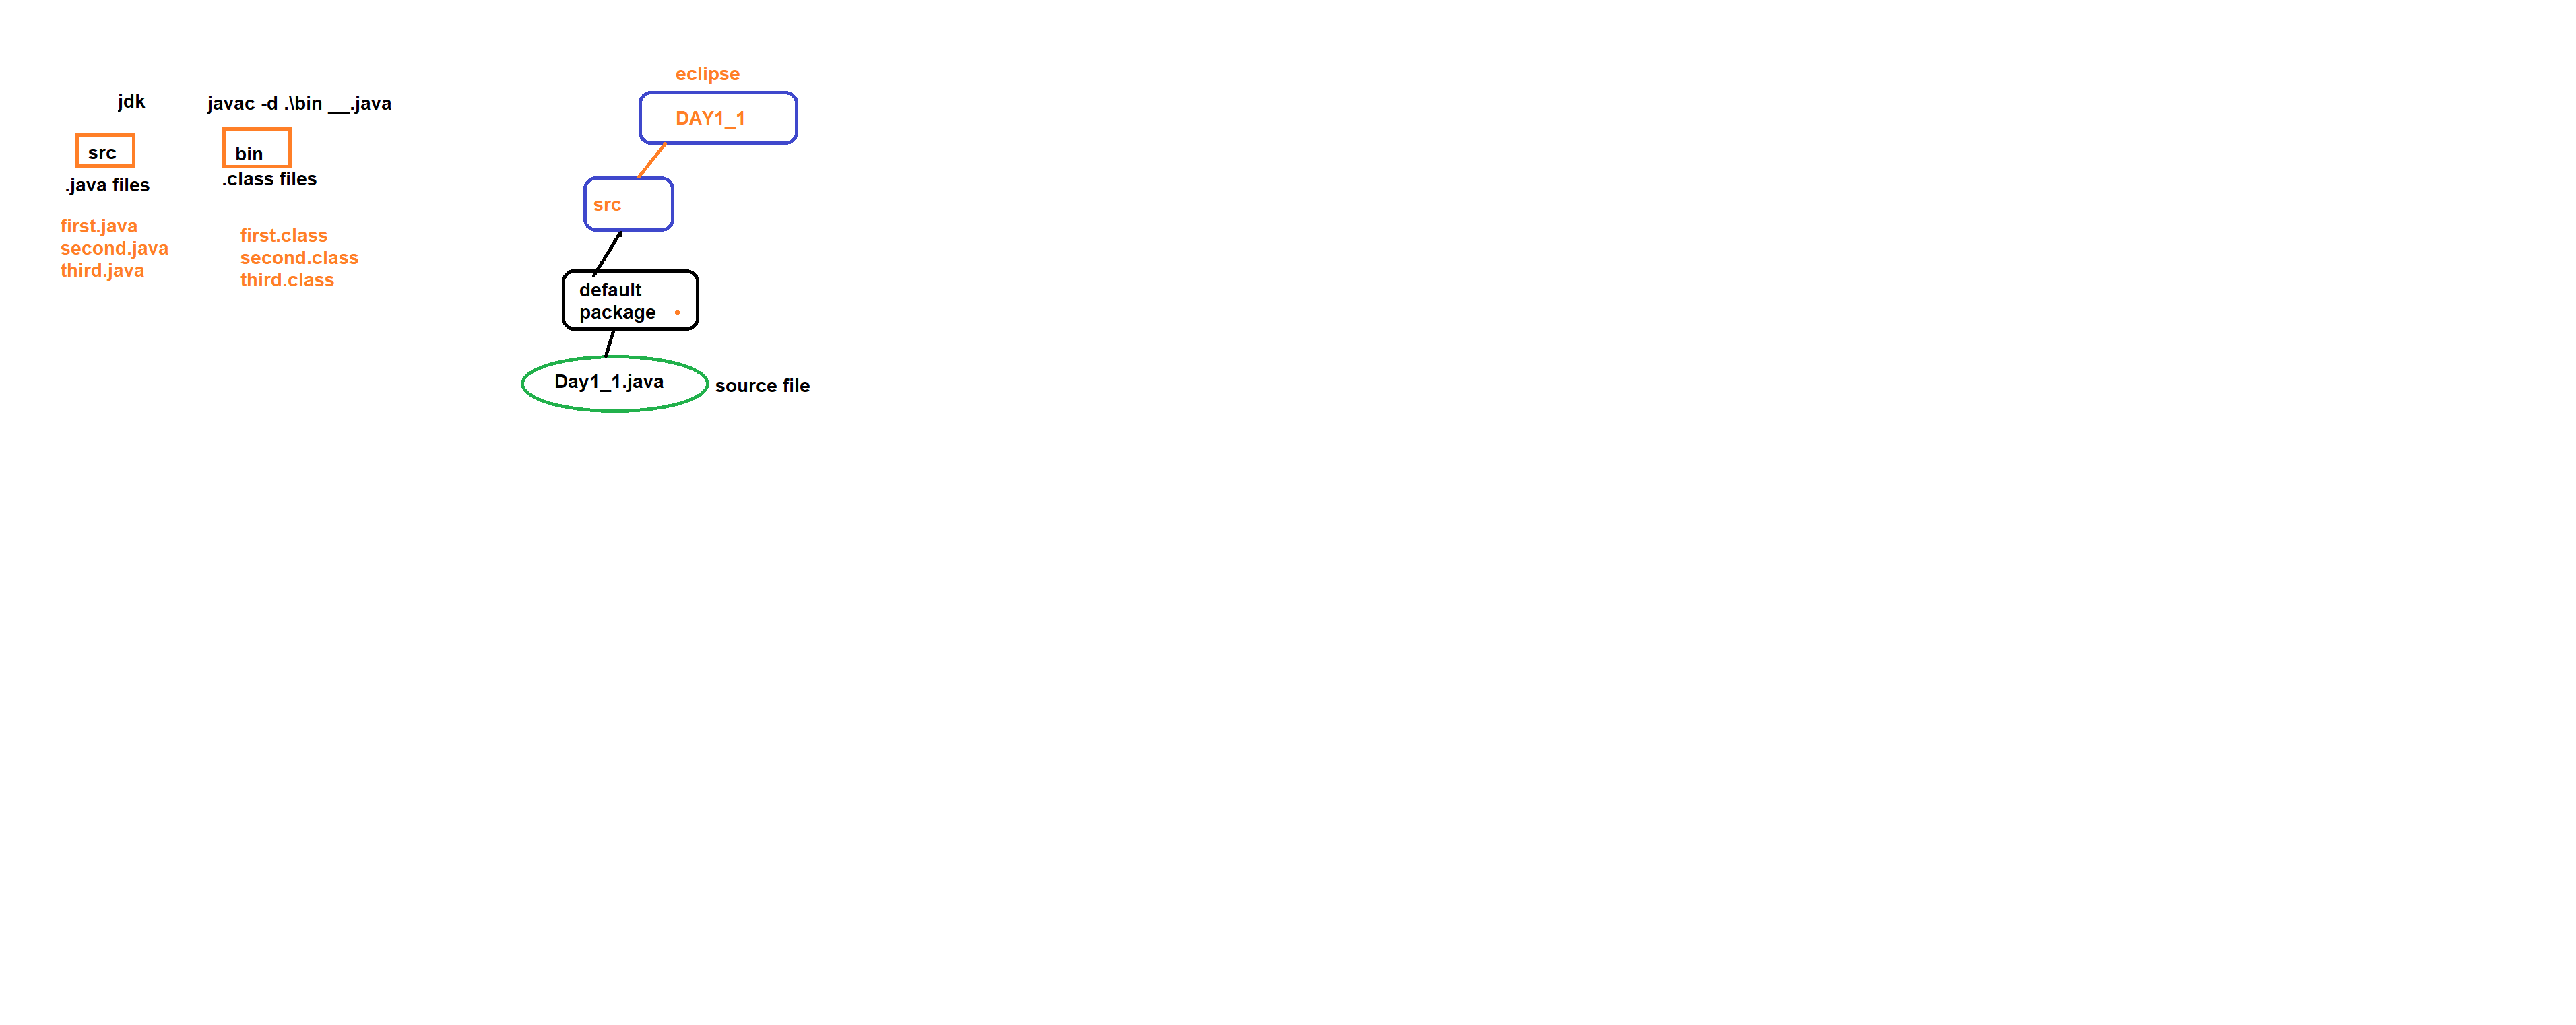 jdk
javac -d .\bin __.java
src
bin
.java files
.class files
first.java
second.java
third.java
first.class
second.class
third.class
eclipse
DAY1_1
src
default
package
Day1_1.java
source file